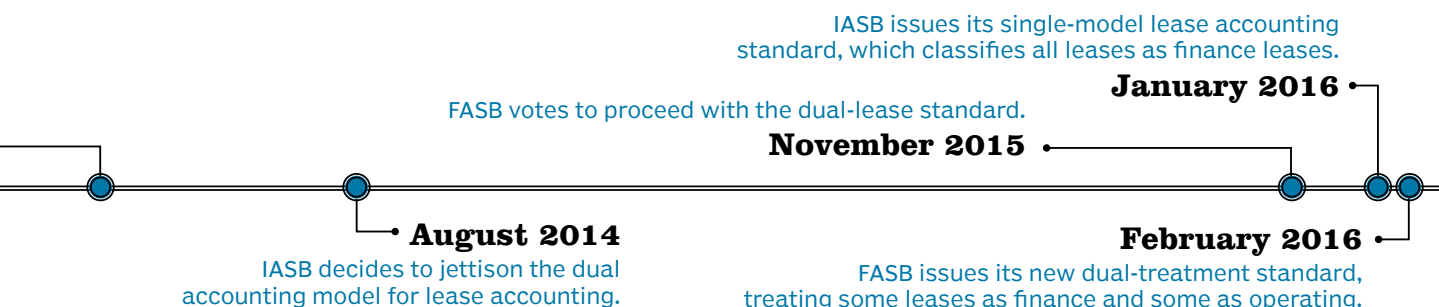 IASB issues its single-model lease accounting
standard, which classifies all leases as finance leases.
January 2016
FASB votes to proceed with the dual-lease standard.
November 2015
August 2014
IASB decides to jettison the dual
accounting model for lease accounting.
February 2016
FASB issues its new dual-treatment standard,
treating some leases as finance and some as operating.